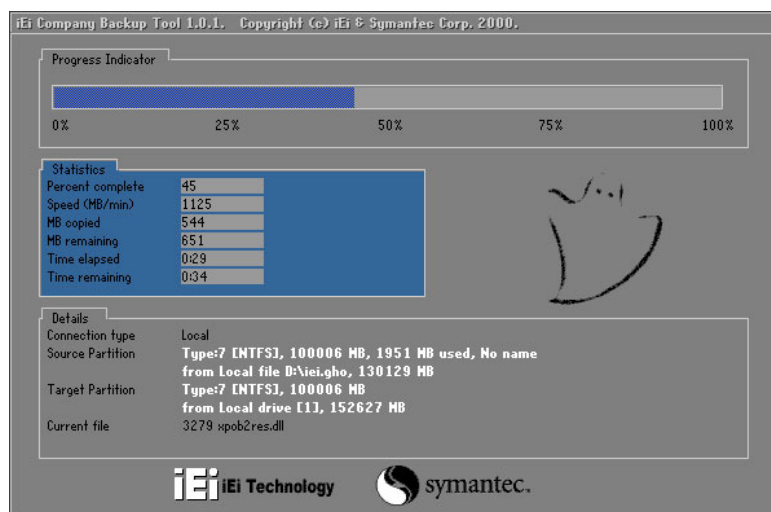 iEi Company Backup Tool 1.0.1.   Copyright (c) iEi & Symantec Corp. 2000.
Progress Indicator
0% 25% 50% 75% 100%
Statistics
Percent complete 45
Speed (MB/min) 1125
MB copied 544
MB remaining 651
Time elapsed 0:29
Time remaining 0:34
Details
Connection type Local
Source Partition Type:7 [NTFS], 100006 MB, 1951 MB used, No name
from Local file D:\iei.gho, 130129 MB
Target Partition Type:7 [NTFS], 100006 MB
from Local drive [1], 152627 MB
Current file 3279 xpob2res.dll
iEi iEi Technology symantec.